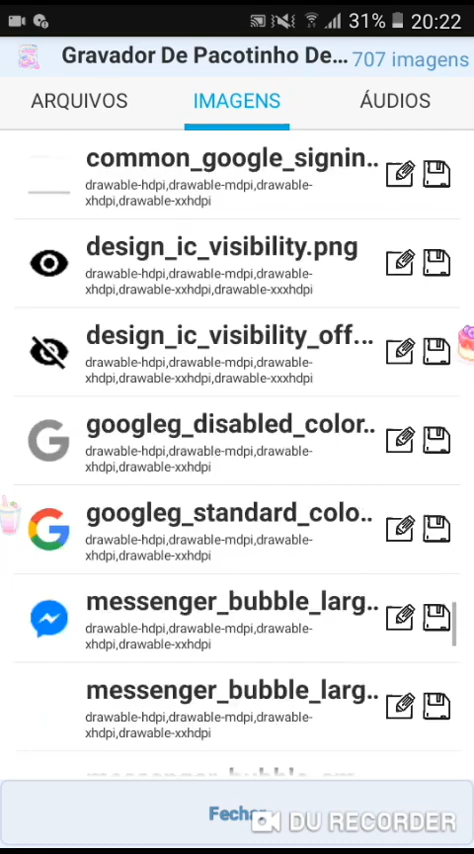 31% 20:22
Gravador De Pacotinho De... 707 imagens
ARQUIVOS IMAGENS ÁUDIOS
common_google_signin..
drawable-hdpi,drawable-mdpi,drawable-
xhdpi,drawable-xxhdpi
design_ic_visibility.png
drawable-hdpi,drawable-mdpi,drawable-
xhdpi,drawable-xxhdpi,drawable-xxxhdpi
design_ic_visibility_off...
drawable-hdpi,drawable-mdpi,drawable-
xhdpi,drawable-xxhdpi,drawable-xxxhdpi
googleg_disabled_color..
drawable-hdpi,drawable-mdpi,drawable-
xhdpi,drawable-xxhdpi
googleg_standard_colo...
drawable-hdpi,drawable-mdpi,drawable-
xhdpi,drawable-xxhdpi
messenger_bubble_larg...
drawable-hdpi,drawable-mdpi,drawable-
xhdpi,drawable-xxhdpi
messenger_bubble_larg...
drawable-hdpi,drawable-mdpi,drawable-
xhdpi,drawable-xxhdpi
Fechar
DU RECORDER